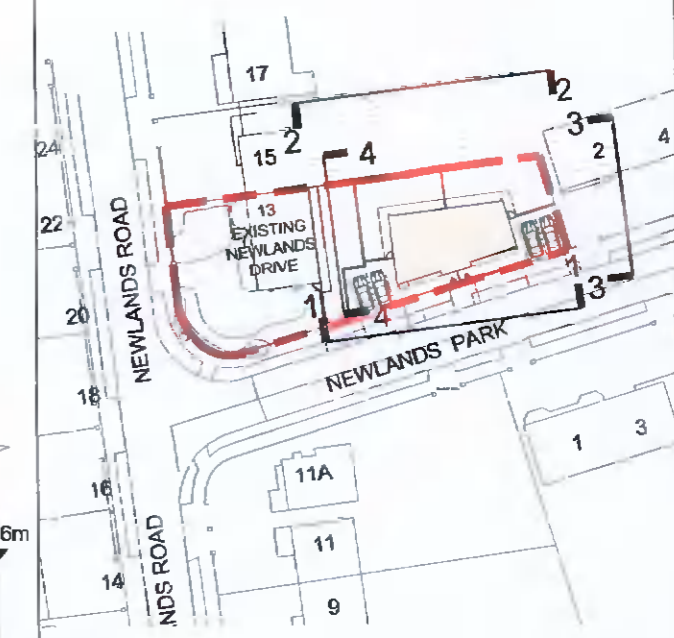 17
2
24
3
2
4
15
2
4
13
EXISTING
NEWLANDS
DRIVE
22
NEWLANDS ROAD
1
3
1
4
20
NEWLANDS PARK
18
1
3
16
11A
6m
11
NDS ROAD
14
9